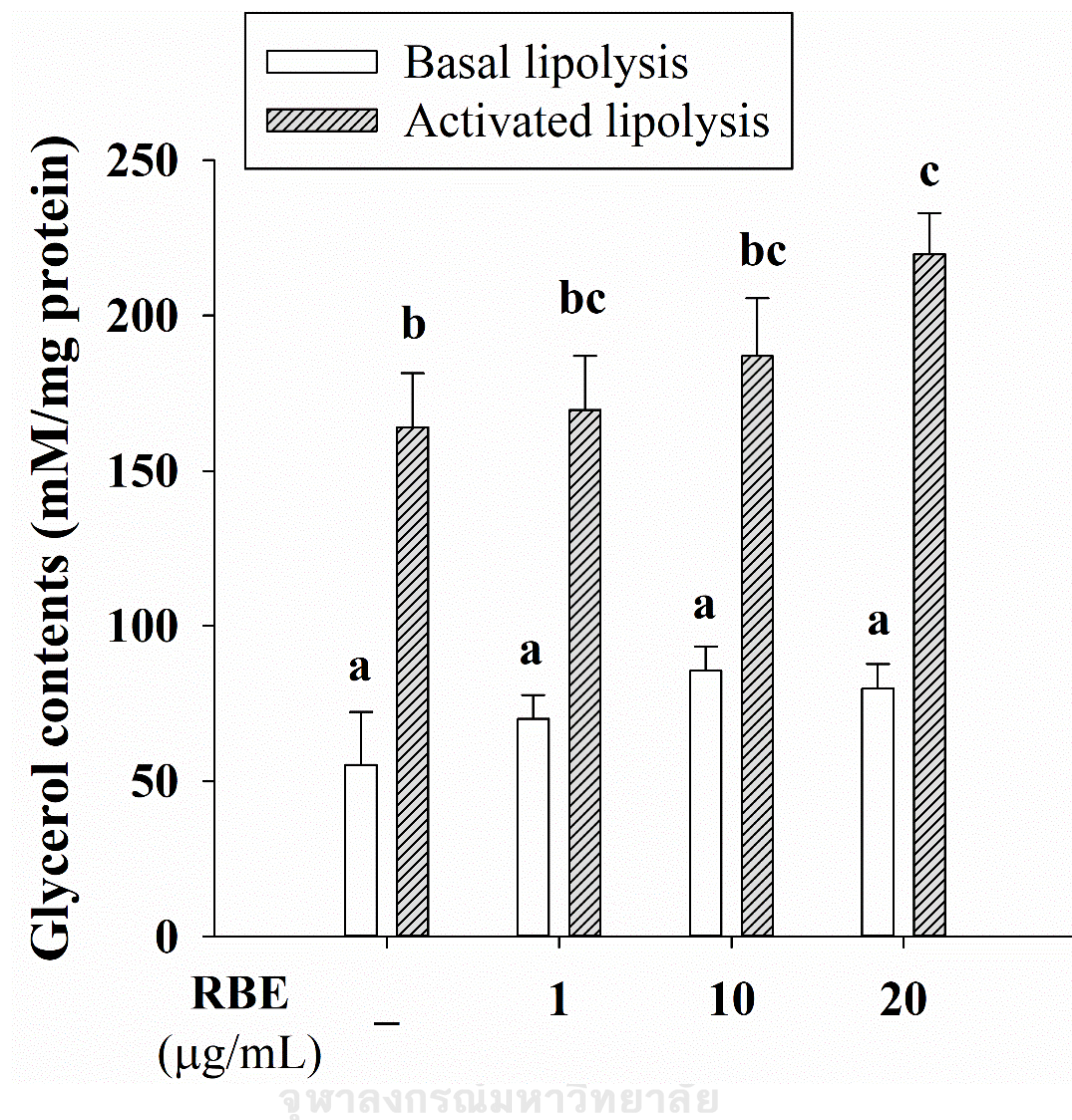 Basal lipolysis
Activated lipolysis
Glycerol contents (mM/mg protein)
250
200
150
100
50
0
a
b
a
bc
a
bc
a
c
RBE
(μg/mL)
–
1
10
20
จุฬาลงกรณ์มหาวิทยาลัย